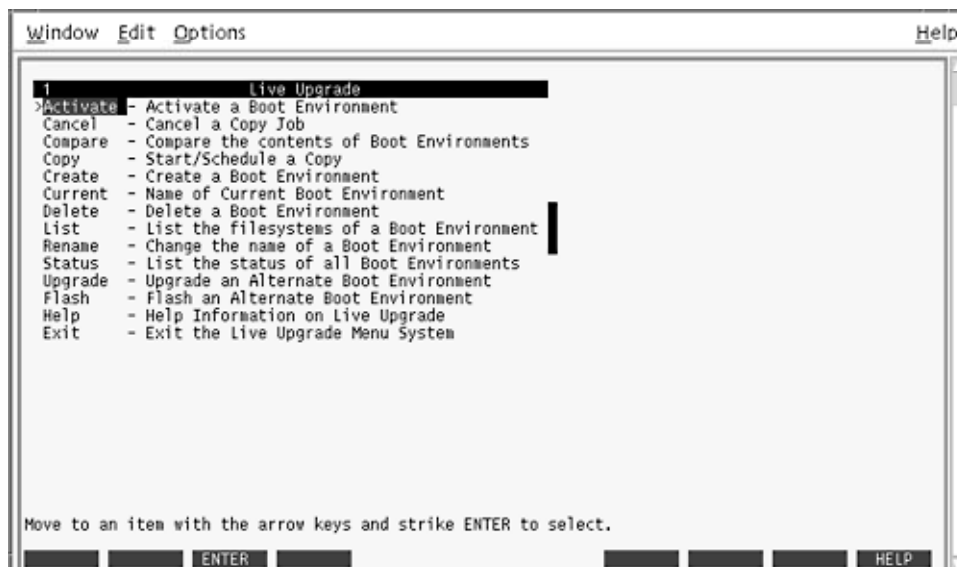 Window Edit Options Help
1 Live Upgrade
>Activate - Activate a Boot Environment
Cancel - Cancel a Copy Job
Compare - Compare the contents of Boot Environments
Copy - Start/Schedule a Copy
Create - Create a Boot Environment
Current - Name of Current Boot Environment
Delete - Delete a Boot Environment
List - List the filesystems of a Boot Environment
Rename - Change the name of a Boot Environment
Status - List the status of all Boot Environments
Upgrade - Upgrade an Alternate Boot Environment
Flash - Flash an Alternate Boot Environment
Help - Help Information on Live Upgrade
Exit - Exit the Live Upgrade Menu System
Move to an item with the arrow keys and strike ENTER to select.
ENTER HELP